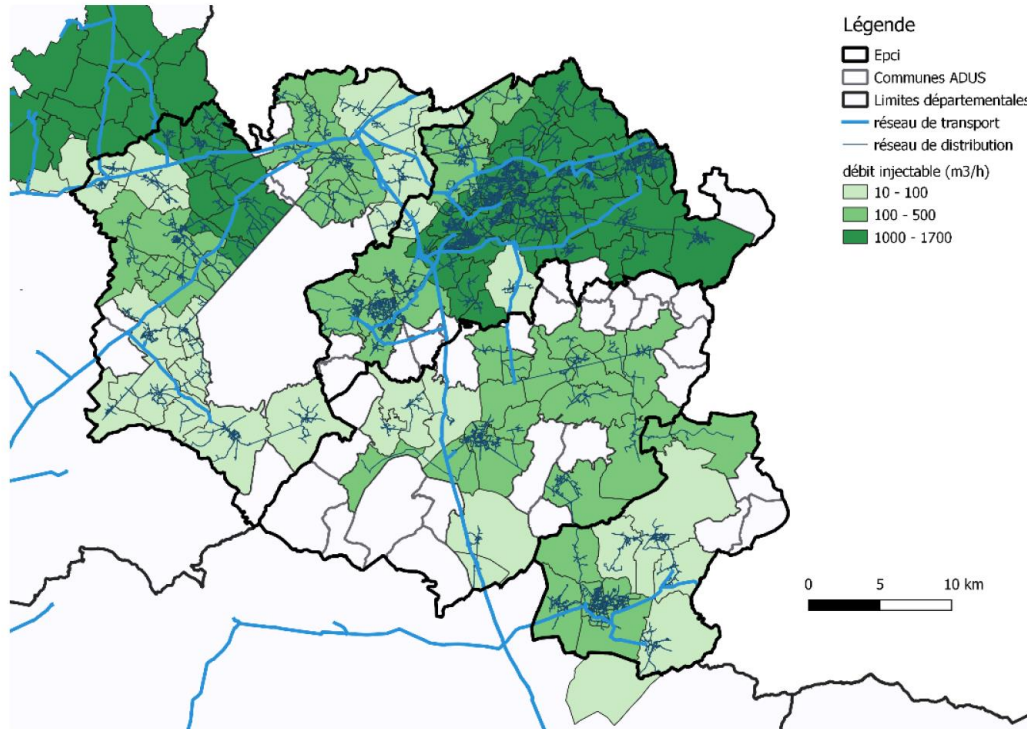 Légende
Epci
Communes ADUS
Limites départementales
réseau de transport
réseau de distribution
débit injectable (m3/h)
10 - 100
100 - 500
1000 - 1700
0 5 10 km